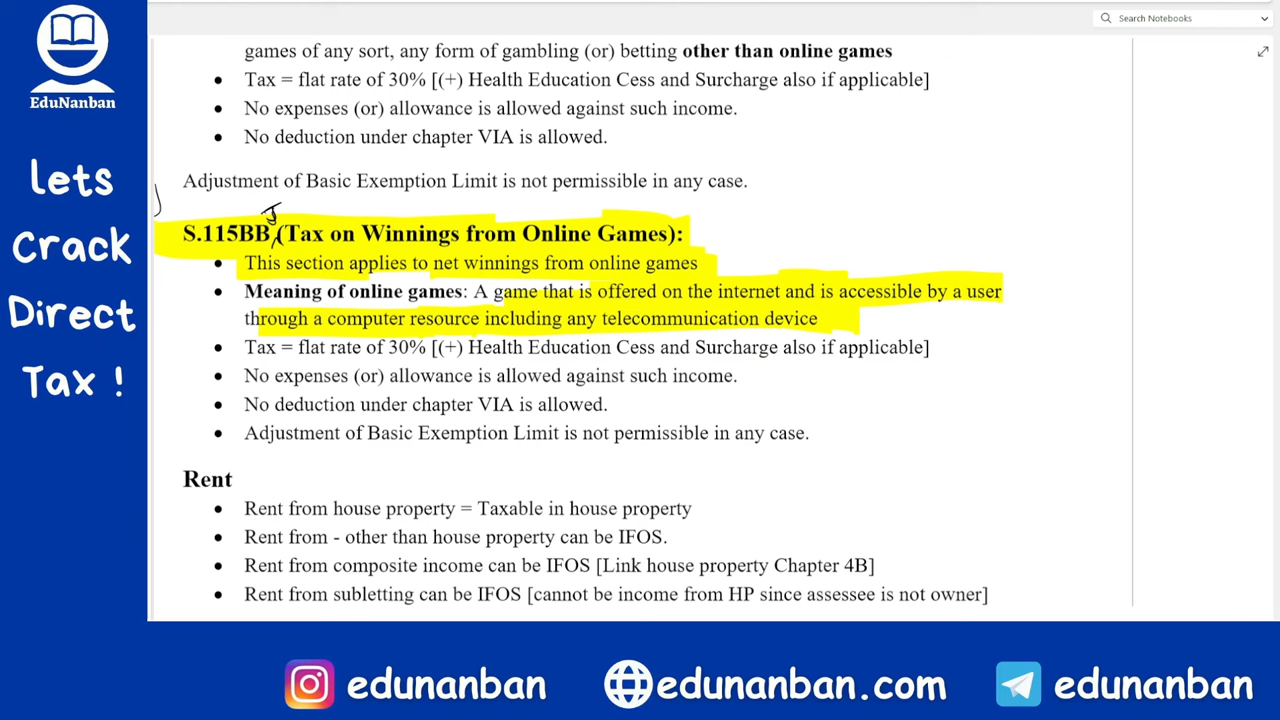 Search Notebooks
EduNanban
Lets
Crack
Direct
Tax !
games of any sort, any form of gambling (or) betting other than online games
• Tax = flat rate of 30% [(+) Health Education Cess and Surcharge also if applicable]
• No expenses (or) allowance is allowed against such income.
• No deduction under chapter VIA is allowed.
Adjustment of Basic Exemption Limit is not permissible in any case.
J
S.115BB (Tax on Winnings from Online Games):
• This section applies to net winnings from online games
• Meaning of online games: A game that is offered on the internet and is accessible by a user
through a computer resource including any telecommunication device
• Tax = flat rate of 30% [(+) Health Education Cess and Surcharge also if applicable]
• No expenses (or) allowance is allowed against such income.
• No deduction under chapter VIA is allowed.
• Adjustment of Basic Exemption Limit is not permissible in any case.
Rent
• Rent from house property = Taxable in house property
• Rent from - other than house property can be IFOS.
• Rent from composite income can be IFOS [Link house property Chapter 4B]
• Rent from subletting can be IFOS [cannot be income from HP since assessee is not owner]
edunanban
edunanban.com
edunanban